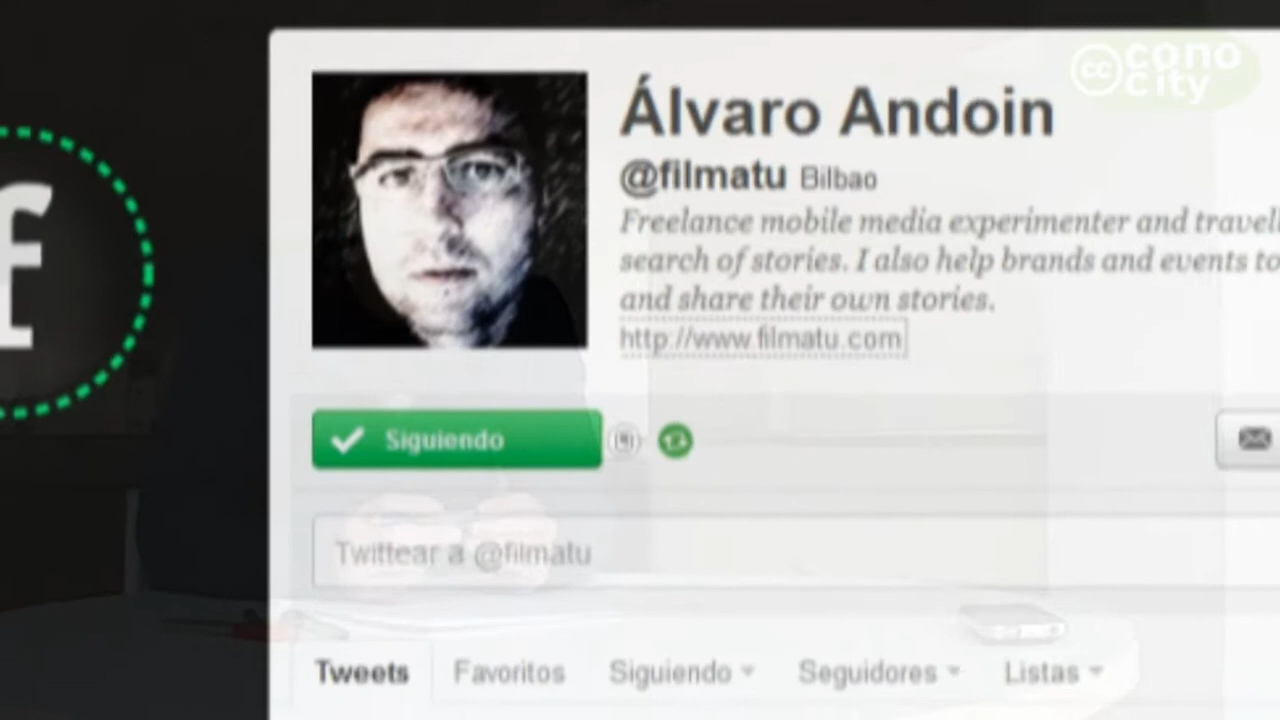 cc cono
city
f
Álvaro Andoin
@filmatu Bilbao
Freelance mobile media experimenter and travell
search of stories. I also help brands and events to
and share their own stories.
http://www.filmatu.com
Siguiendo
Twittear a @filmatu
Tweets Favoritos Siguiendo Seguidores Listas